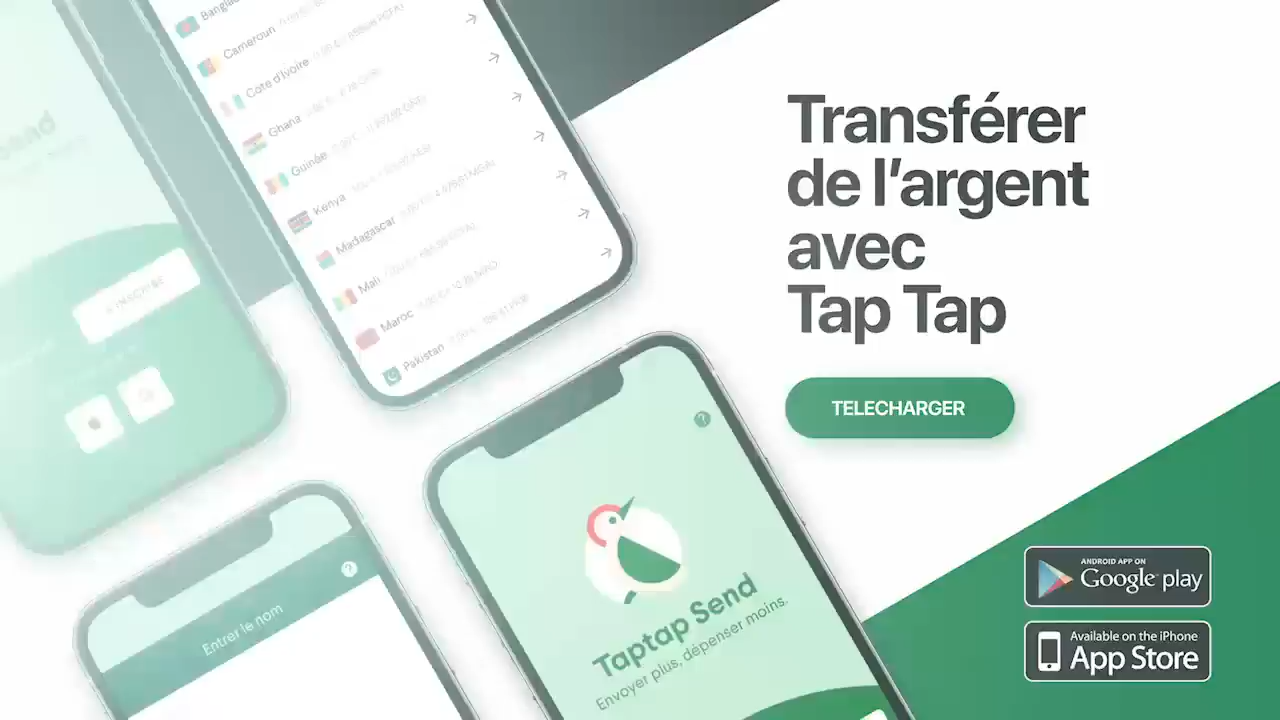 Transférer
de l'argent
avec
Tap Tap
TELECHARGER
ANDROID APP ON
Google play
Available on the iPhone
App Store
Cameroun
Cote d'Ivoire
Ghana
Guinée
Kenya
Madagascar
Mali
Maroc
Pakistan
Taptap Send
Envoyer plus, dépenser moins.
Entrer le nom